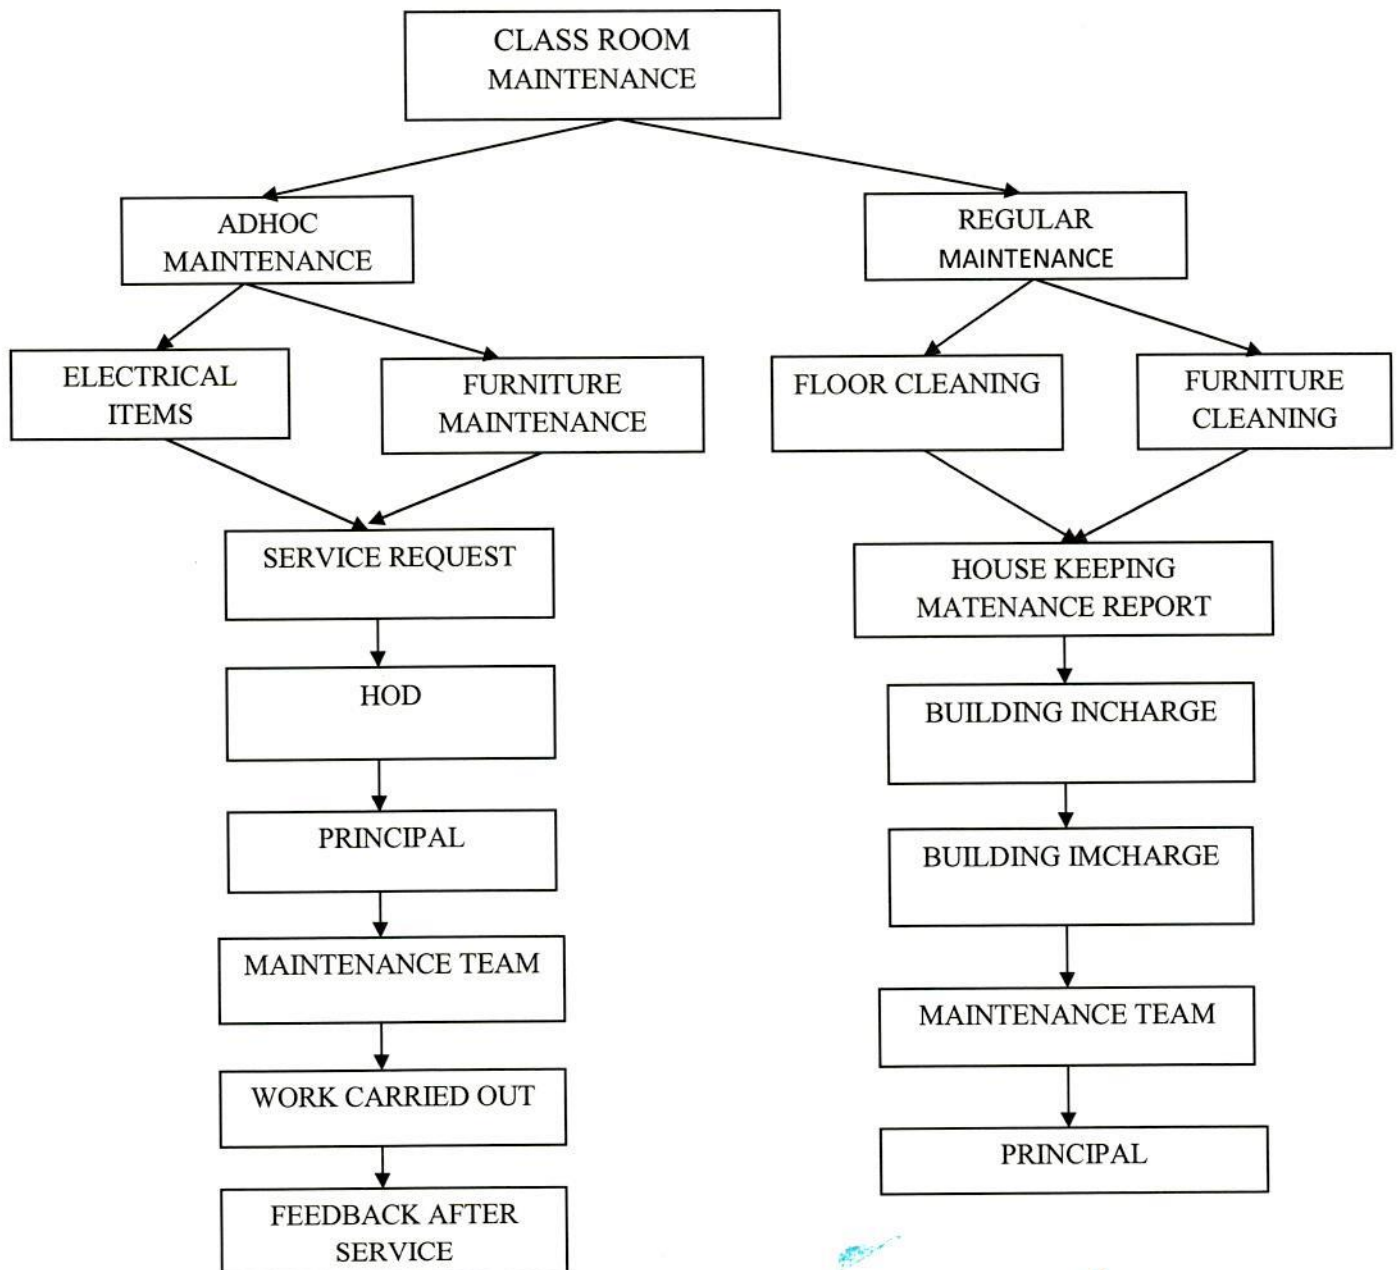 CLASS ROOM
MAINTENANCE
ADHOC
MAINTENANCE
REGULAR
MAINTENANCE
ELECTRICAL
ITEMS
FURNITURE
MAINTENANCE
FLOOR CLEANING
FURNITURE
CLEANING
SERVICE REQUEST
HOUSE KEEPING
MATENANCE REPORT
HOD
BUILDING INCHARGE
PRINCIPAL
BUILDING IMCHARGE
MAINTENANCE TEAM
MAINTENANCE TEAM
WORK CARRIED OUT
PRINCIPAL
FEEDBACK AFTER
SERVICE